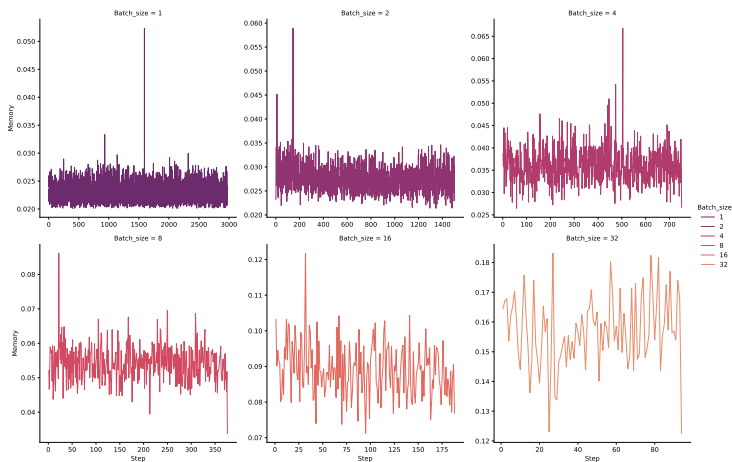 Batch_size = 1
Batch_size = 2
Batch_size = 4
0.050
0.045
0.040
0.035
0.030
0.025
0.020
Memory
0 500 1000 1500 2000 2500 3000
0.060
0.055
0.050
0.045
0.040
0.035
0.030
0.025
0.020
0 200 400 600 800 1000 1200 1400
0.065
0.060
0.055
0.050
0.045
0.040
0.035
0.030
0.025
0 100 200 300 400 500 600 700
Batch_size
1
2
4
8
16
32
Batch_size = 8
Batch_size = 16
Batch_size = 32
0.08
0.07
0.06
0.05
0.04
Memory
0 50 100 150 200 250 300 350
Step
0.12
0.11
0.10
0.09
0.08
0.07
0 25 50 75 100 125 150 175
Step
0.18
0.17
0.16
0.15
0.14
0.13
0.12
0 20 40 60 80
Step